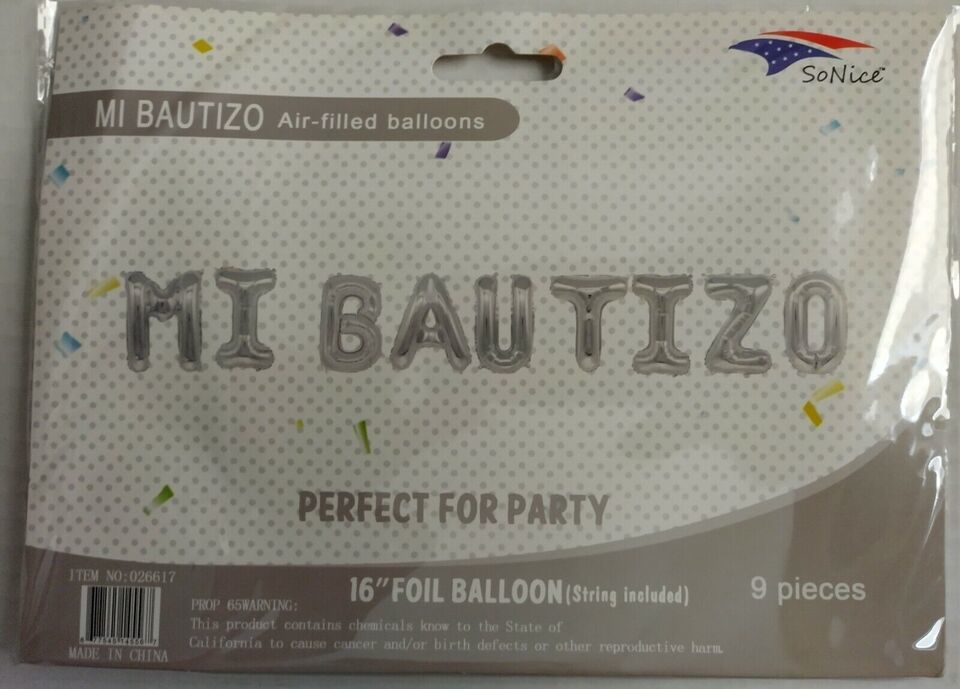 SoNice™
MI BAUTIZO Air-filled balloons
MI BAUTIZO
PERFECT FOR PARTY
ITEM NO:026617
16″FOIL BALLOON(String included)
9 pieces
PROP 65WARNING:
This product contains chemicals know to the State of
California to cause cancer and/or birth defects or other reproductive harm.
MADE IN CHINA